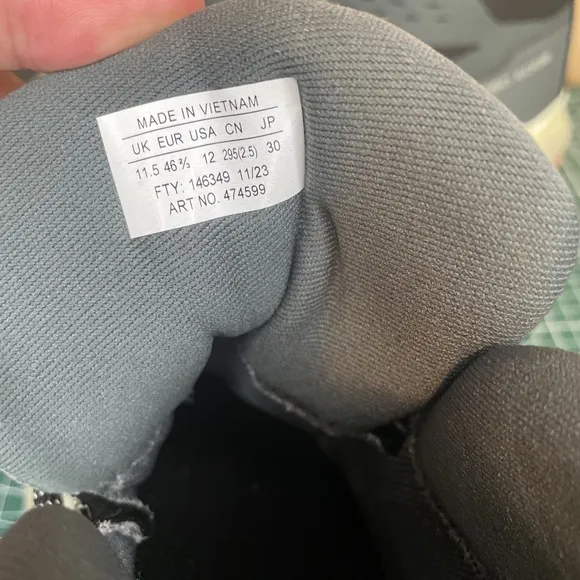 MADE IN VIETNAM
UK EUR USA CN JP
11.5 46⅔ 12 295(2.5) 30
FTY: 146349 11/23
ART NO. 474599